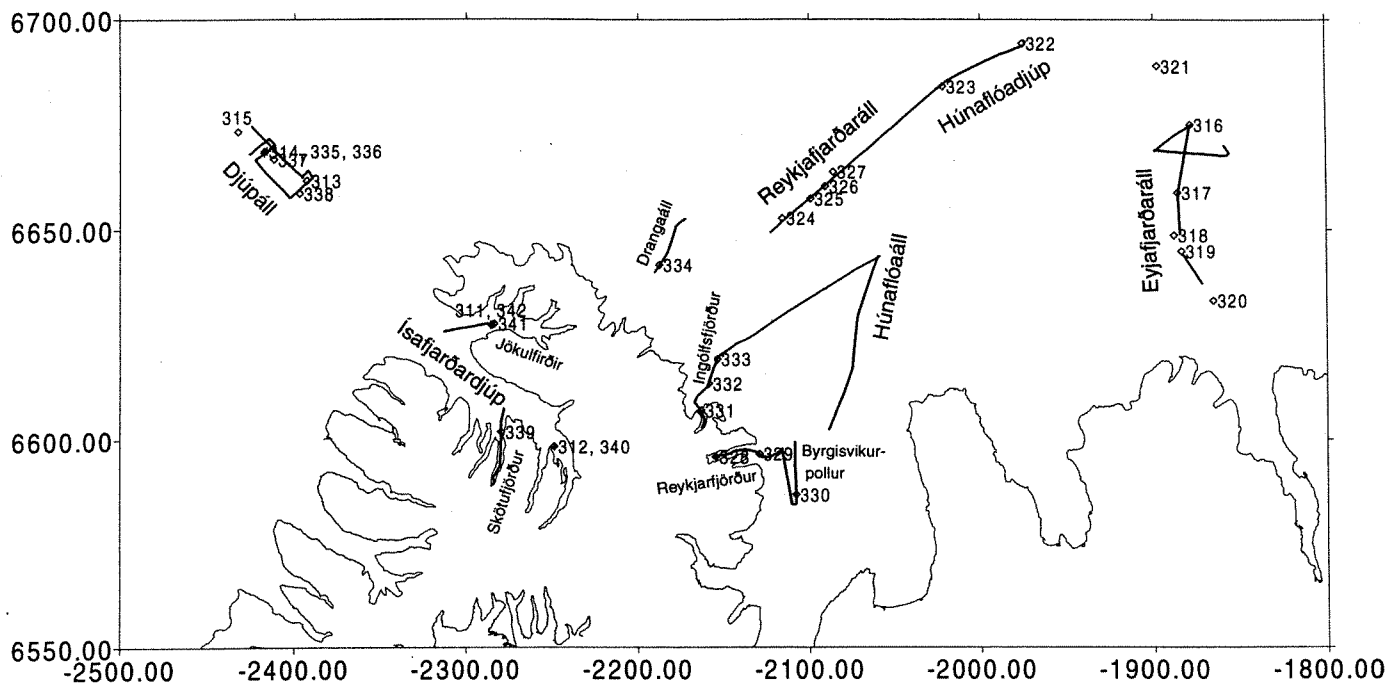 6700.00
322
321
323
Húnaflóadjúp
315
316
314, 335, 336
337
Reykjafjarðaráll
327
313
326
338
325
Djúpáll
317
324
6650.00
Drangaáll
318
Eyjafjarðaráll
319
334
320
Húnaflóaáll
311, 342
341
Ísafjarðardjúp
Jökulfirðir
Ingólfsfjörður
333
332
331
6600.00
339
312, 340
328
329
Byrgisvikur-
pollur
Skötufjörður
Reykjarfjörður
330
6550.00
-2500.00
-2400.00
-2300.00
-2200.00
-2100.00
-2000.00
-1900.00
-1800.00